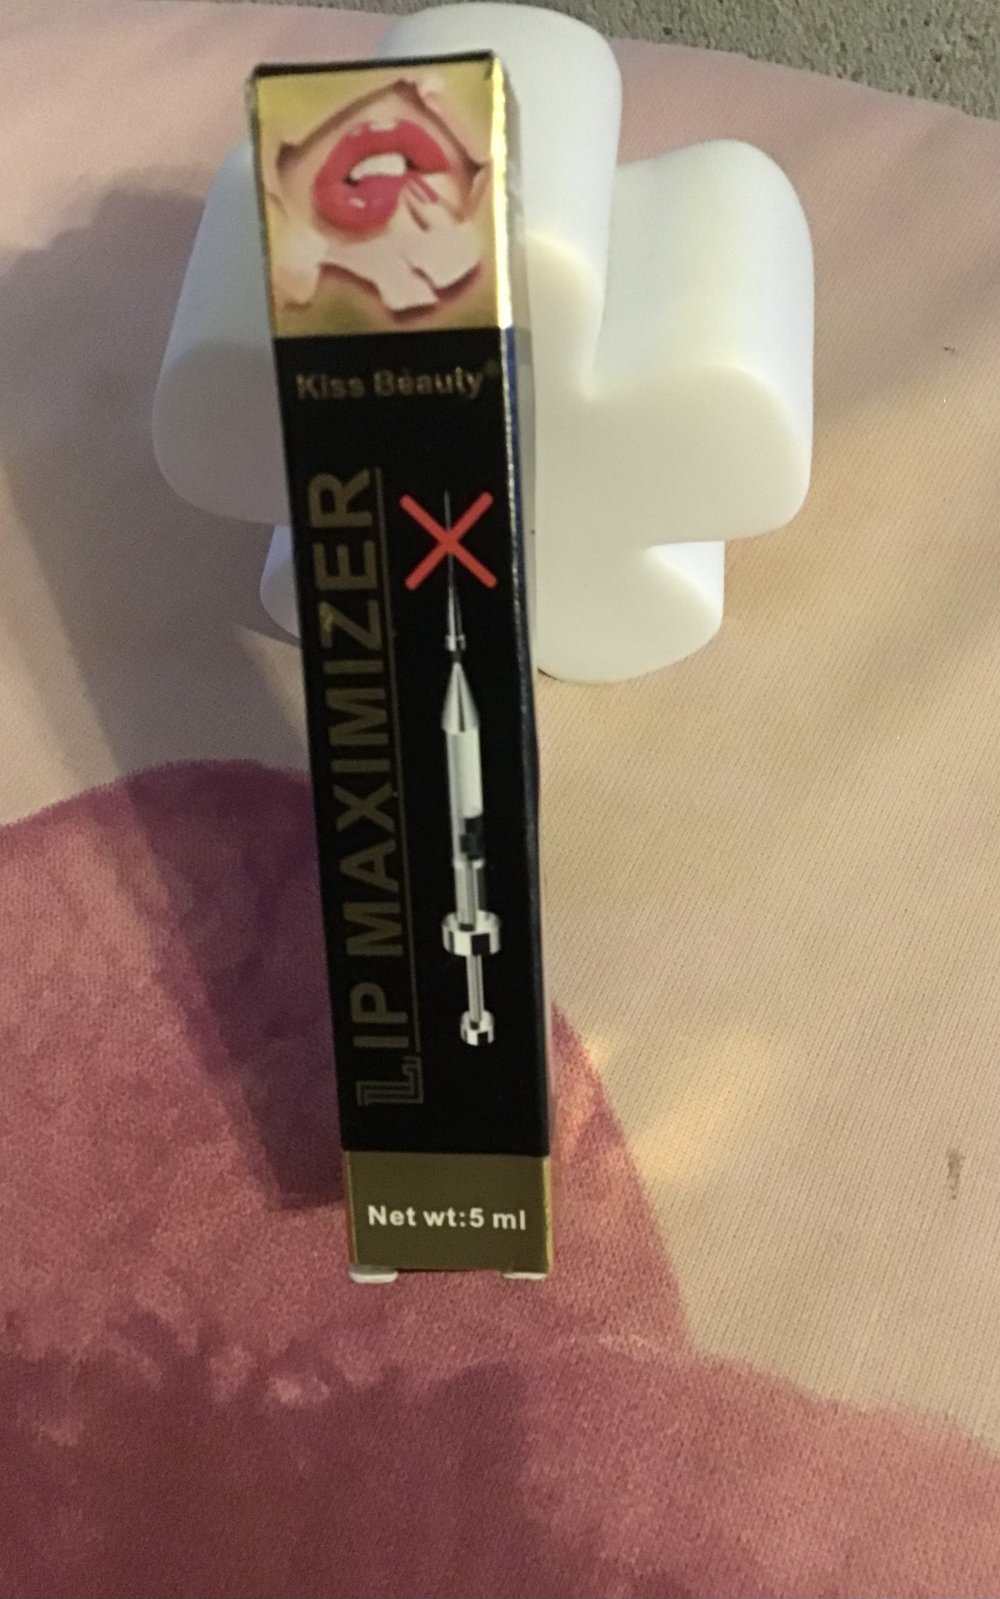 Kiss Beauty®
LIP MAXIMIZER
Net wt:5 ml